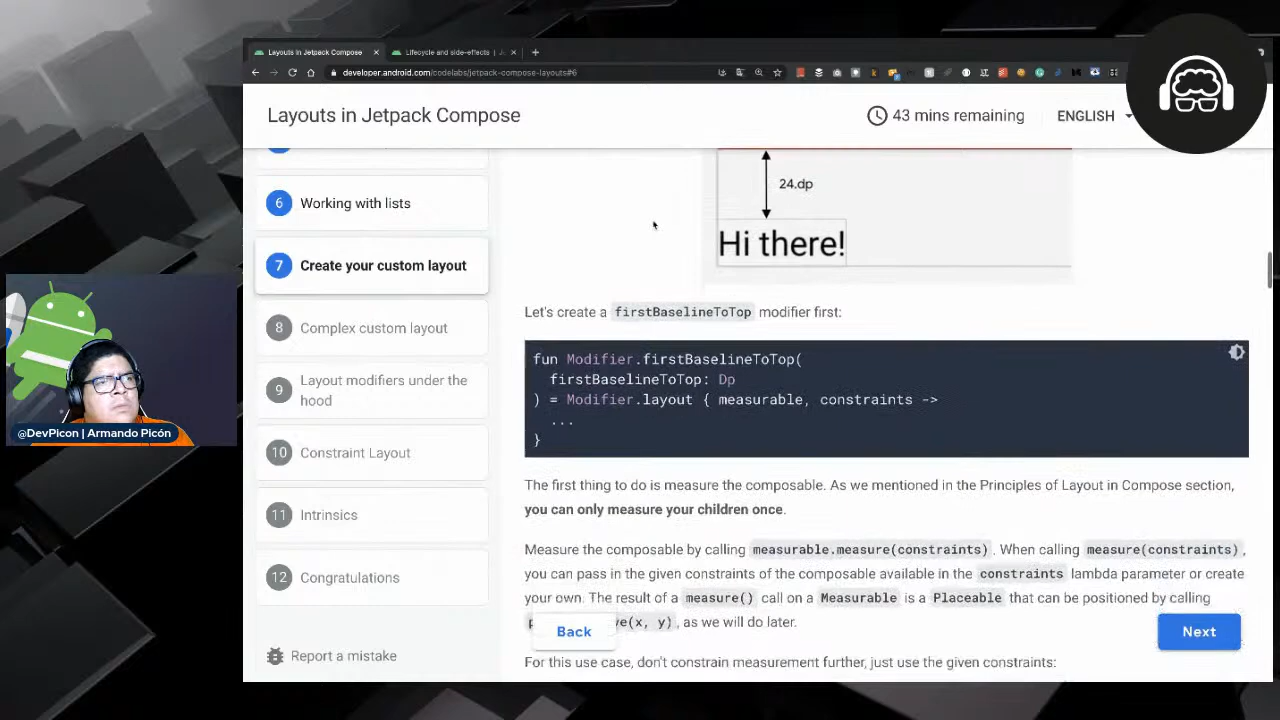 Layouts in Jetpack Compose
Lifecycle and side-effects
developer.android.com/codelabs/jetpack-compose-layouts#6
Layouts in Jetpack Compose
43 mins remaining
ENGLISH
6 Working with lists
7 Create your custom layout
8 Complex custom layout
9 Layout modifiers under the
hood
10 Constraint Layout
11 Intrinsics
12 Congratulations
Report a mistake
24.dp
Hi there!
Let's create a firstBaselineToTop modifier first:
fun Modifier.firstBaselineToTop(
firstBaselineToTop: Dp
) = Modifier.layout { measurable, constraints ->
...
}
The first thing to do is measure the composable. As we mentioned in the Principles of Layout in Compose section,
you can only measure your children once.
Measure the composable by calling measurable.measure(constraints). When calling measure(constraints),
you can pass in the given constraints of the composable available in the constraints lambda parameter or create
your own. The result of a measure() call on a Measurable is a Placeable that can be positioned by calling
(x, y), as we will do later.
Back
Next
For this use case, don't constrain measurement further, just use the given constraints:
@DevPicon | Armando Picón